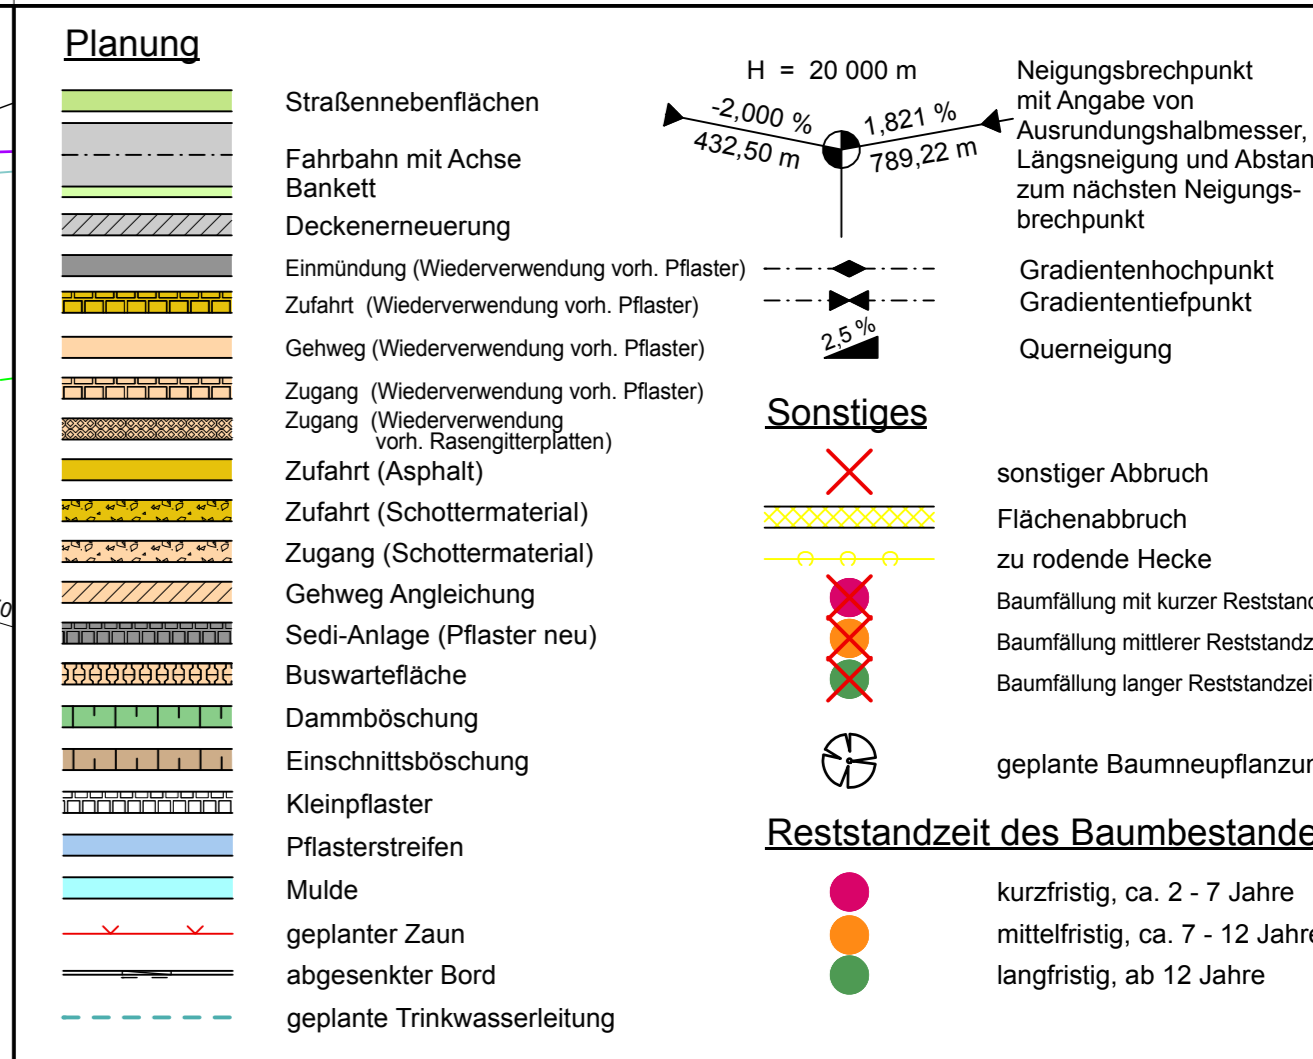 Planung
Straßennebenflächen
Fahrbahn mit Achse
Bankett
Deckenerneuerung
Einmündung (Wiederverwendung vorh. Pflaster)
Zufahrt (Wiederverwendung vorh. Pflaster)
Gehweg (Wiederverwendung vorh. Pflaster)
Zugang (Wiederverwendung vorh. Pflaster)
Zugang (Wiederverwendung
vorh. Rasengitterplatten)
Zufahrt (Asphalt)
Zufahrt (Schottermaterial)
Zugang (Schottermaterial)
Gehweg Angleichung
Sedi-Anlage (Pflaster neu)
Buswartefläche
Dammböschung
Einschnittsböschung
Kleinpflaster
Pflasterstreifen
Mulde
geplanter Zaun
abgesenkter Bord
geplante Trinkwasserleitung
H = 20 000 m
-2,000 %
1,821 %
432,50 m
789,22 m
Neigungsbrechpunkt
mit Angabe von
Ausrundungshalbmesser,
Längsneigung und Abstan
zum nächsten Neigungs-
brechpunkt
Gradientenhochpunkt
Gradiententiefpunkt
2,5 %
Querneigung
Sonstiges
sonstiger Abbruch
Flächenabbruch
zu rodende Hecke
Baumfällung mit kurzer Reststand
Baumfällung mittlerer Reststandz
Baumfällung langer Reststandzei
geplante Baumneupflanzun
Reststandzeit des Baumbestande
kurzfristig, ca. 2 - 7 Jahre
mittelfristig, ca. 7 - 12 Jahre
langfristig, ab 12 Jahre